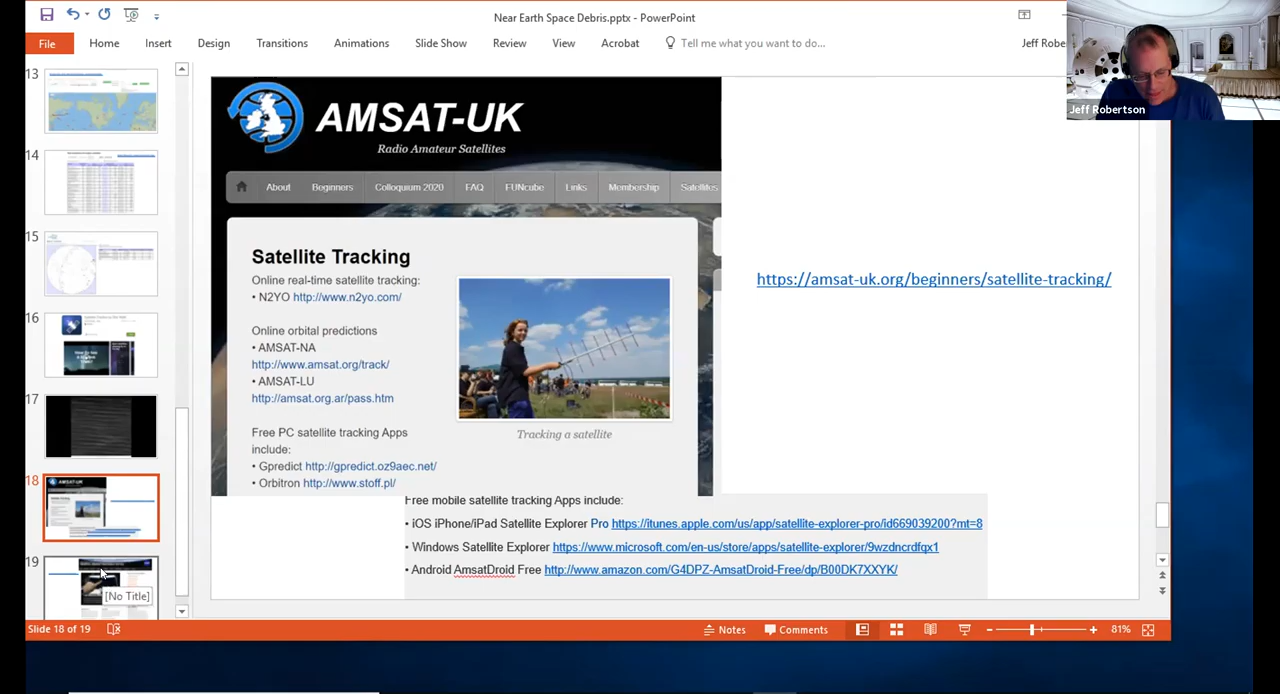 Near Earth Space Debris.pptx - PowerPoint
File Home Insert Design Transitions Animations Slide Show Review View Acrobat Tell me what you want to do... Jeff Robe
Jeff Robertson
13
14
15
16
17
18
19
[No Title]
AMSAT-UK
Radio Amateur Satellites
About Beginners Colloquium 2020 FAQ FUNcube Links Membership Satellites
Satellite Tracking
Online real-time satellite tracking:
• N2YO http://www.n2yo.com/
Online orbital predictions
• AMSAT-NA
http://www.amsat.org/track/
• AMSAT-LU
http://amsat.org.ar/pass.htm
Free PC satellite tracking Apps
include:
• Gpredict http://gpredict.oz9aec.net/
• Orbitron http://www.stoff.pl/
Tracking a satellite
https://amsat-uk.org/beginners/satellite-tracking/
Free mobile satellite tracking Apps include:
• iOS iPhone/iPad Satellite Explorer Pro https://itunes.apple.com/us/app/satellite-explorer-pro/id669039200?mt=8
• Windows Satellite Explorer https://www.microsoft.com/en-us/store/apps/satellite-explorer/9wzdncrdfqx1
• Android AmsatDroid Free http://www.amazon.com/G4DPZ-AmsatDroid-Free/dp/B00DK7XXYK/
Slide 18 of 19 Notes Comments 81%